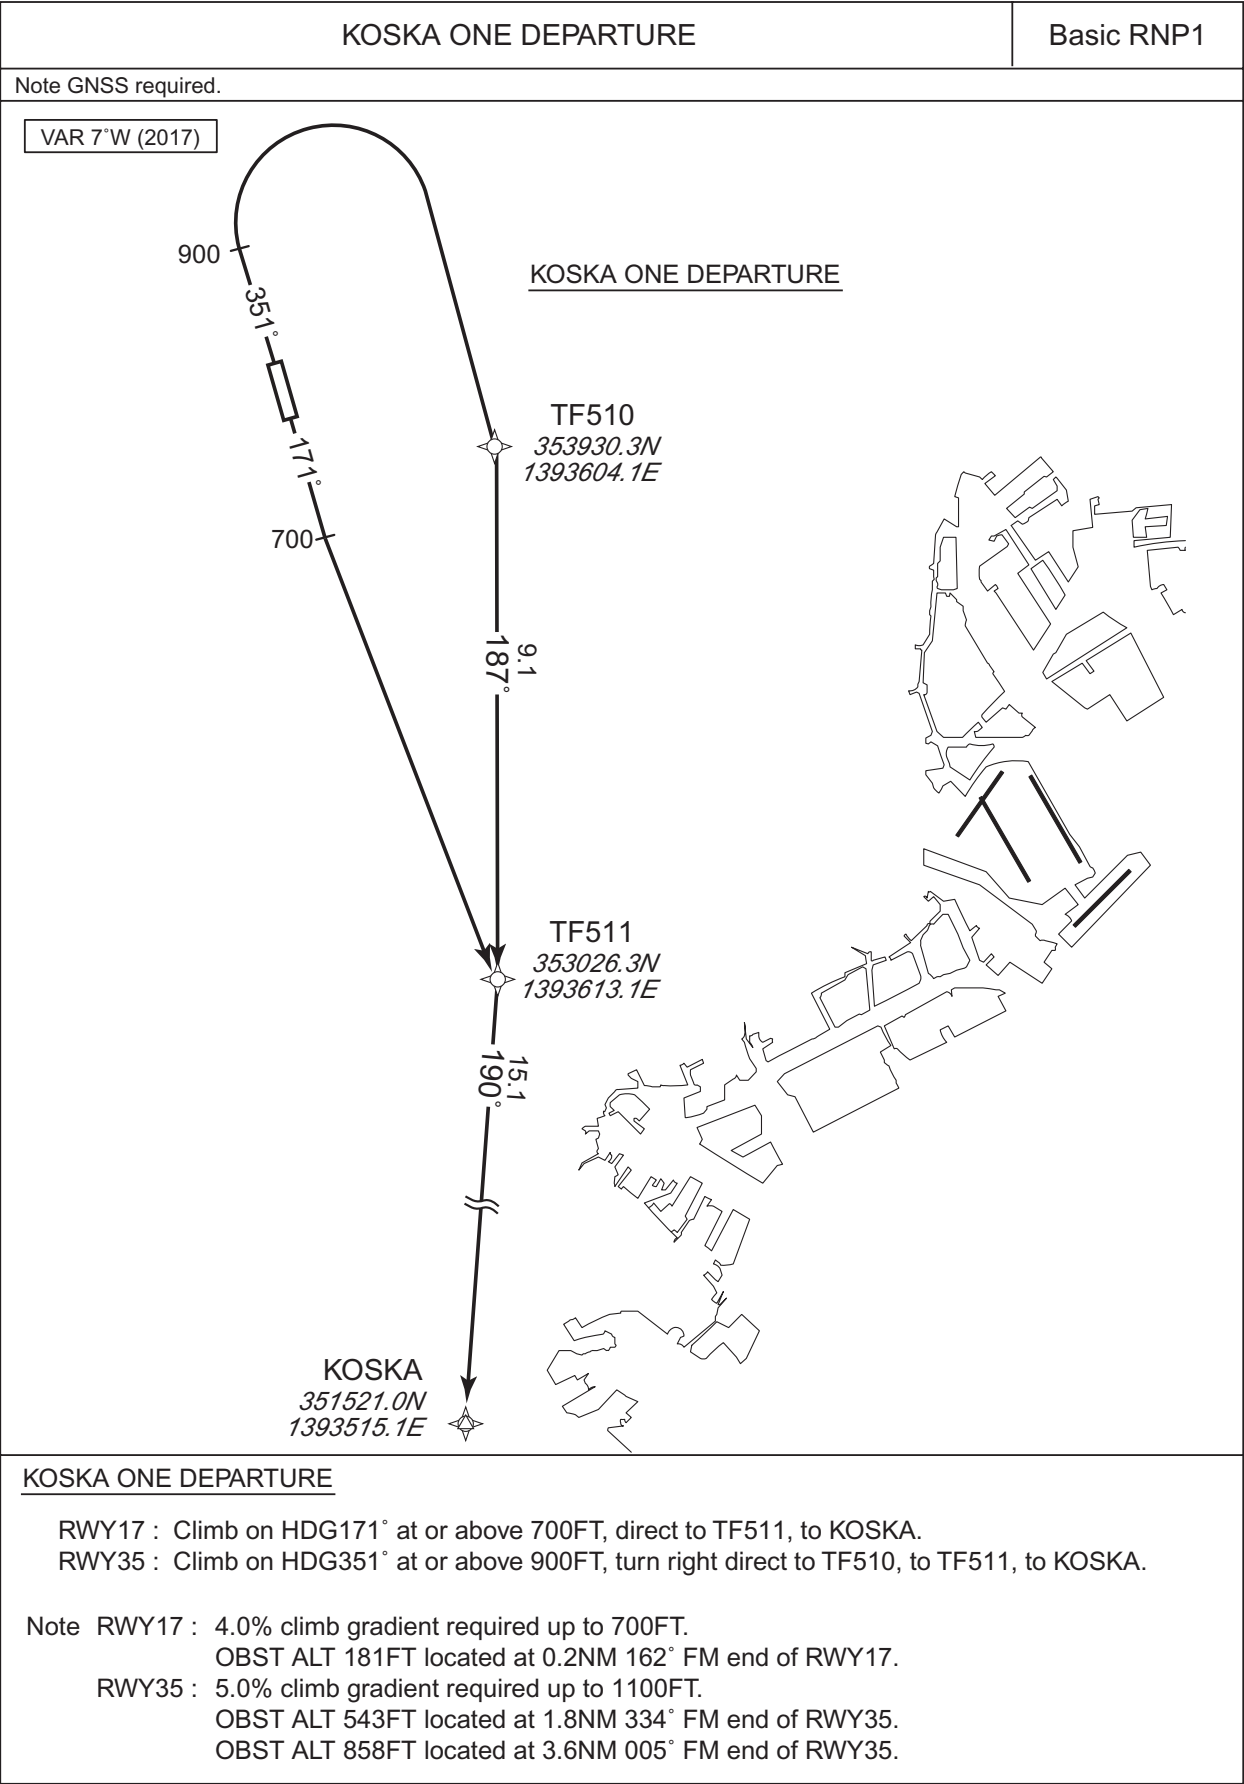 KOSKA ONE DEPARTURE
Basic RNP1
Note GNSS required.
VAR 7˚W (2017)
900
351˚
KOSKA ONE DEPARTURE
171˚
700
TF510
353930.3N
1393604.1E
9.1
187˚
TF511
353026.3N
1393613.1E
15.1
190˚
KOSKA
351521.0N
1393515.1E
KOSKA ONE DEPARTURE
RWY17 : Climb on HDG171˚ at or above 700FT, direct to TF511, to KOSKA.
RWY35 : Climb on HDG351˚ at or above 900FT, turn right direct to TF510, to TF511, to KOSKA.
Note RWY17 : 4.0% climb gradient required up to 700FT.
OBST ALT 181FT located at 0.2NM 162˚ FM end of RWY17.
RWY35 : 5.0% climb gradient required up to 1100FT.
OBST ALT 543FT located at 1.8NM 334˚ FM end of RWY35.
OBST ALT 858FT located at 3.6NM 005˚ FM end of RWY35.